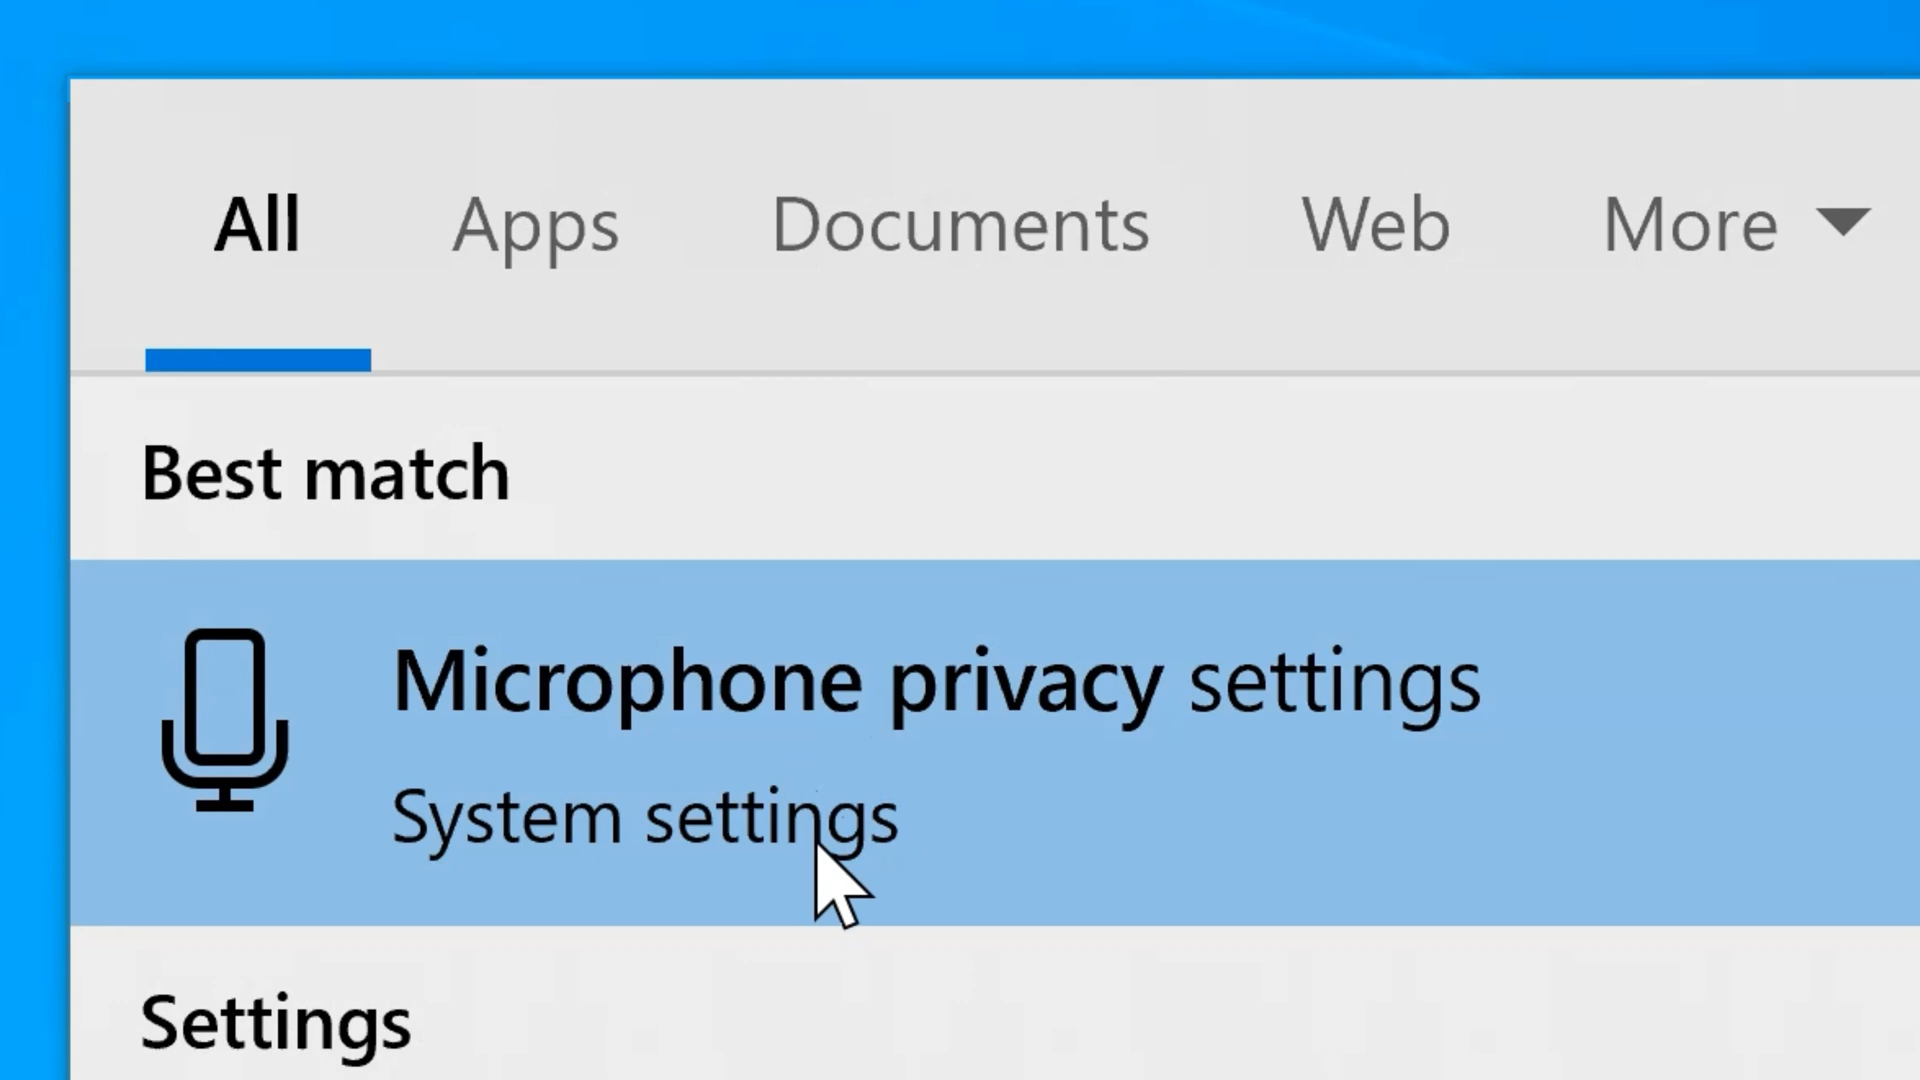 All Apps Documents Web More
Best match
Microphone privacy settings
System settings
Settings